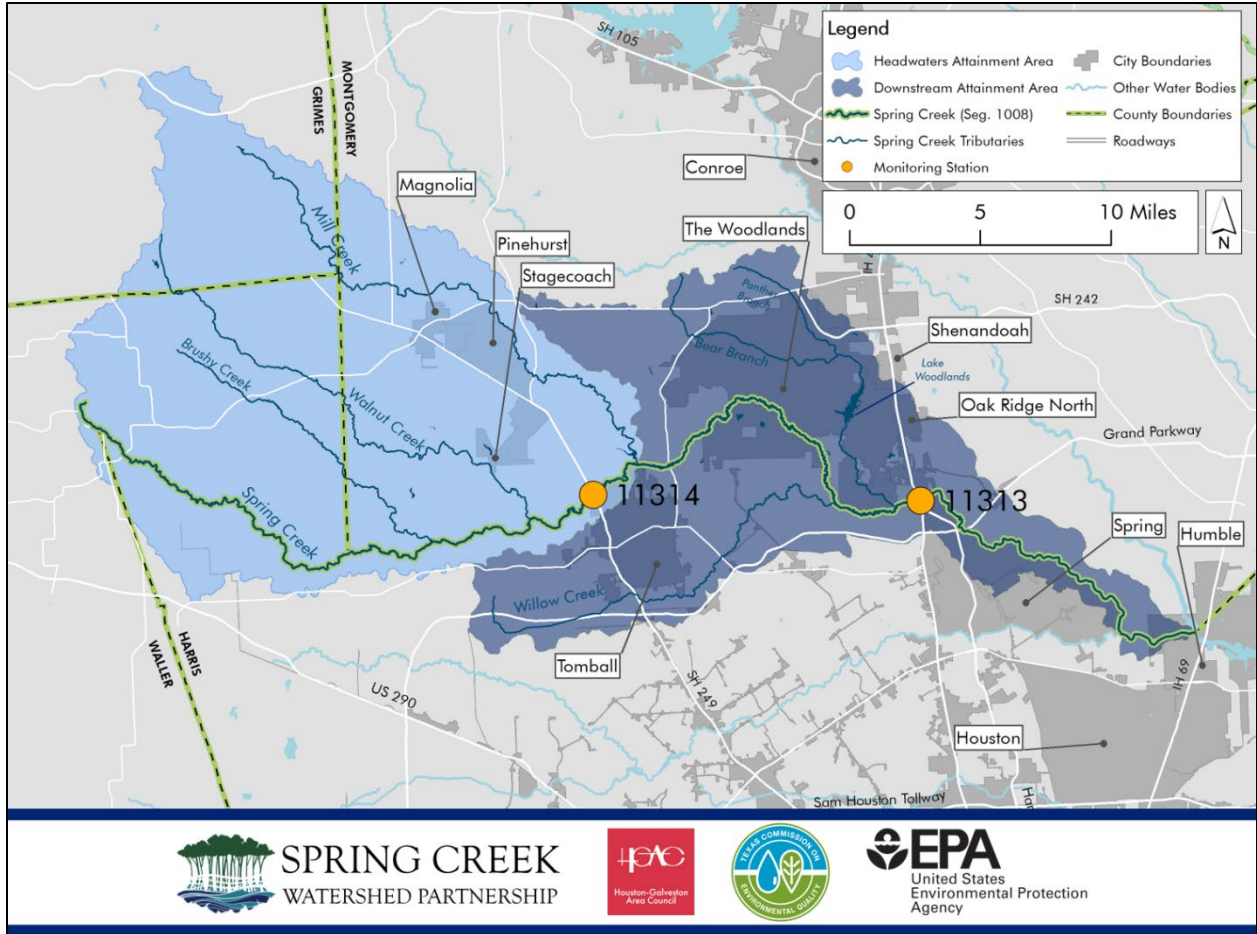 Legend
Headwaters Attainment Area
Downstream Attainment Area
Spring Creek (Seg. 1008)
Spring Creek Tributaries
Monitoring Station
City Boundaries
Other Water Bodies
County Boundaries
Roadways
0 5 10 Miles
N
SH 105
MONTGOMERY
GRIMES
Conroe
Magnolia
Mill Creek
Pinehurst
The Woodlands
Stagecoach
Panther
Branch
SH 242
Shenandoah
Bear Branch
Lake
Woodlands
Brushy Creek
Walnut Creek
Oak Ridge North
Grand Parkway
11314
11313
Spring Creek
Spring
Humble
Willow Creek
HARRIS
WALLER
Tomball
US 290
SH 249
IH 69
Houston
Sam Houston Tollway
SPRING CREEK
WATERSHED PARTNERSHIP
Houston-Galveston
Area Council
TEXAS COMMISSION ON
ENVIRONMENTAL QUALITY
EPA
United States
Environmental Protection
Agency